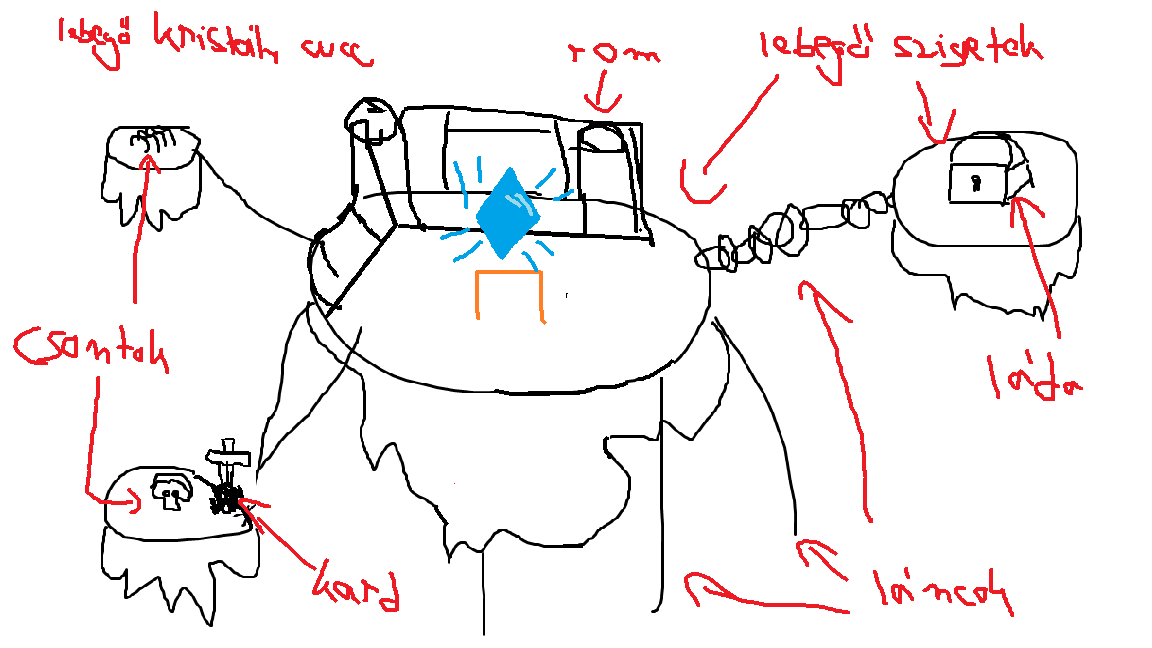 lebegő kristály cucc
rom
lebegő szigetek
csontok
láda
kard
láncok